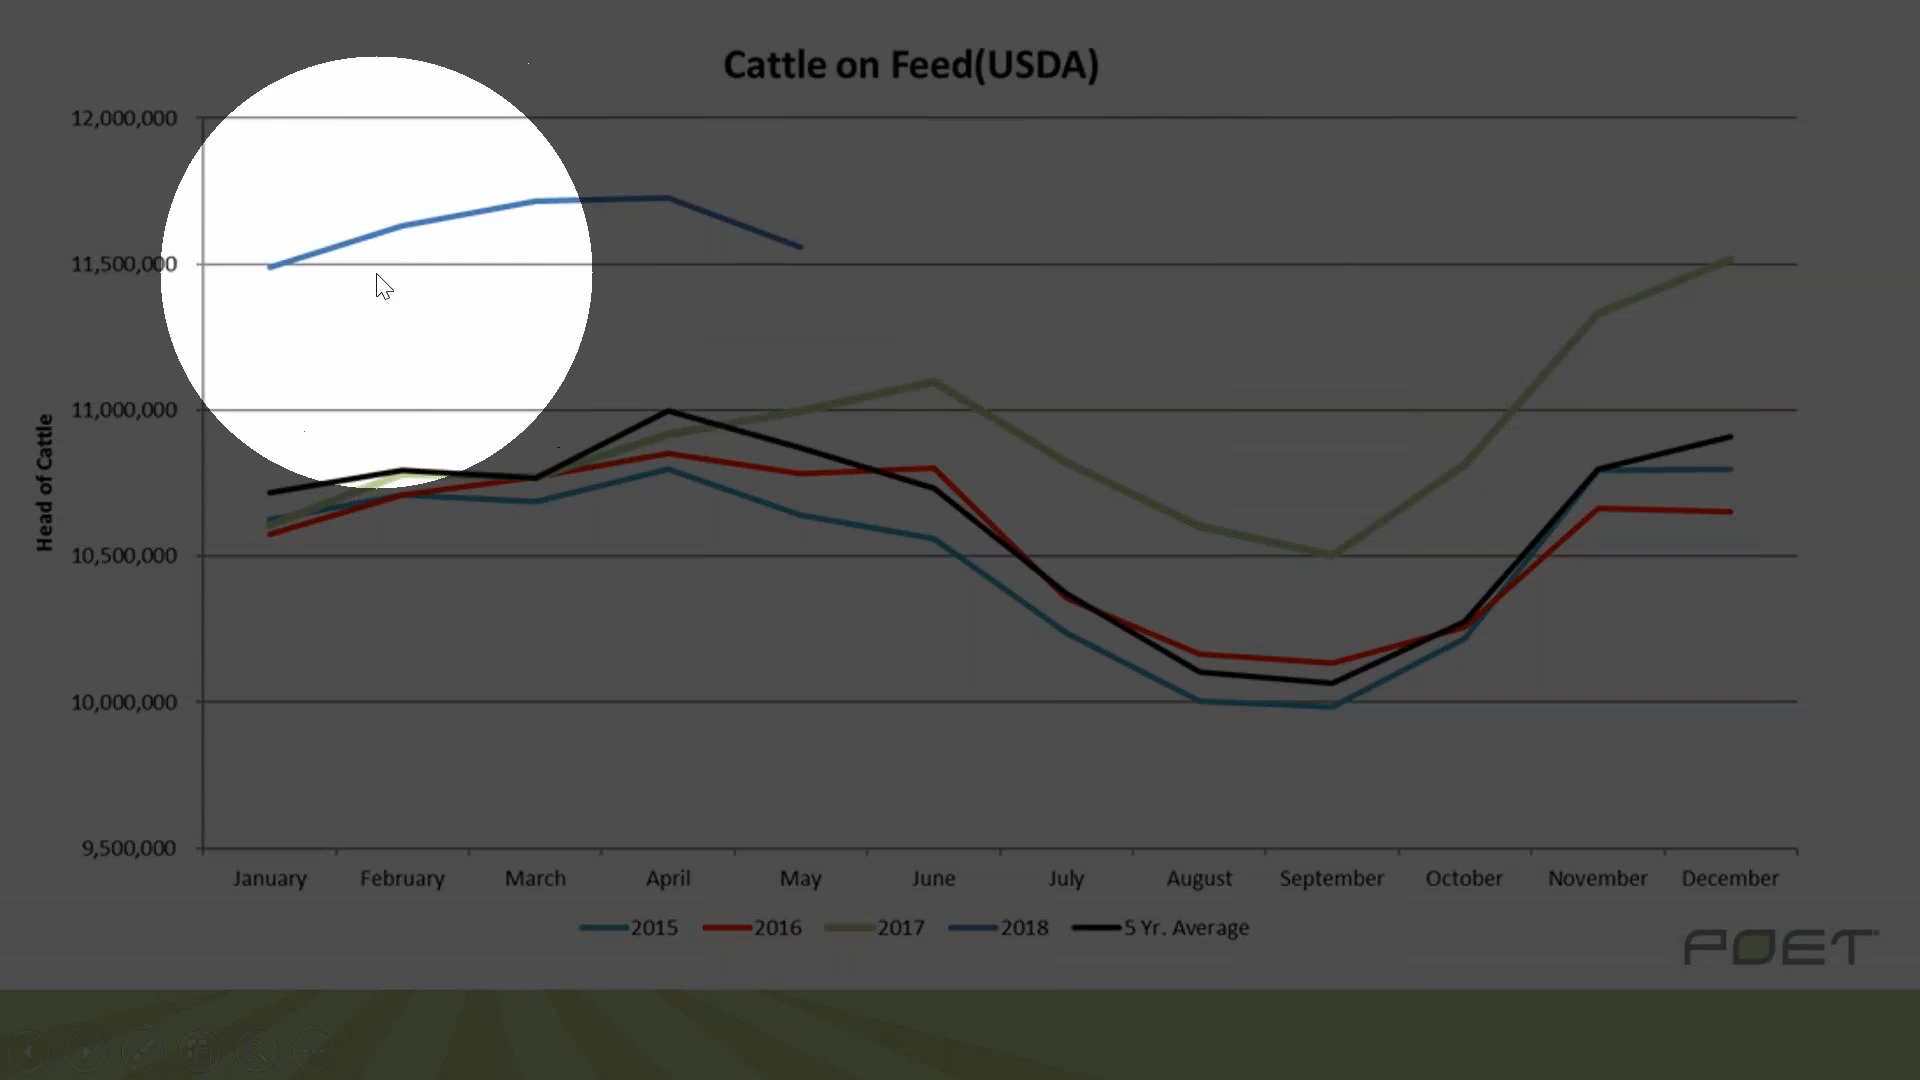 Cattle on Feed(USDA)
12,000,000
11,500,000
11,000,000
10,500,000
10,000,000
9,500,000
Head of Cattle
January February March April May June July August September October November December
2015 2016 2017 2018 5 Yr. Average
POET